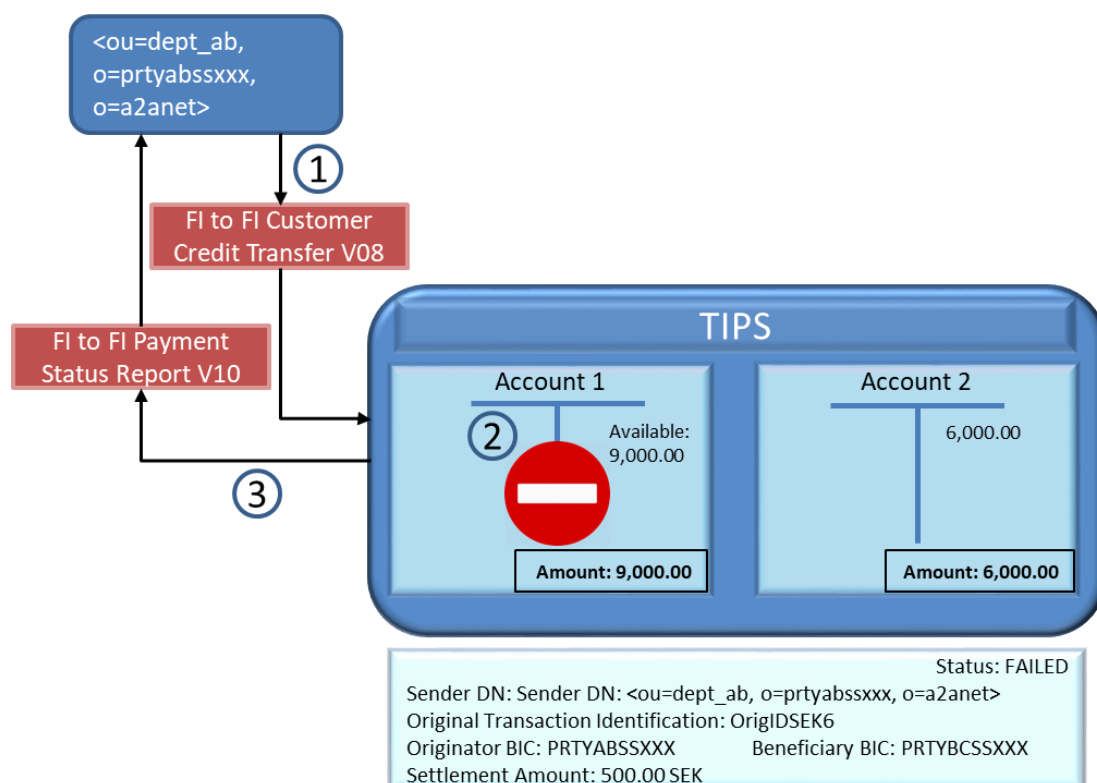 <ou=dept_ab,
o=prtyabssxxx,
o=a2anet>
1
FI to FI Customer
Credit Transfer V08
FI to FI Payment
Status Report V10
TIPS
Account 1
2
Available:
9,000.00
Amount: 9,000.00
Account 2
6,000.00
Amount: 6,000.00
3
Status: FAILED
Sender DN: Sender DN: <ou=dept_ab, o=prtyabssxxx, o=a2anet>
Original Transaction Identification: OrigIDSEK6
Originator BIC: PRTYABSSXXX Beneficiary BIC: PRTYBCSSXXX
Settlement Amount: 500.00 SEK